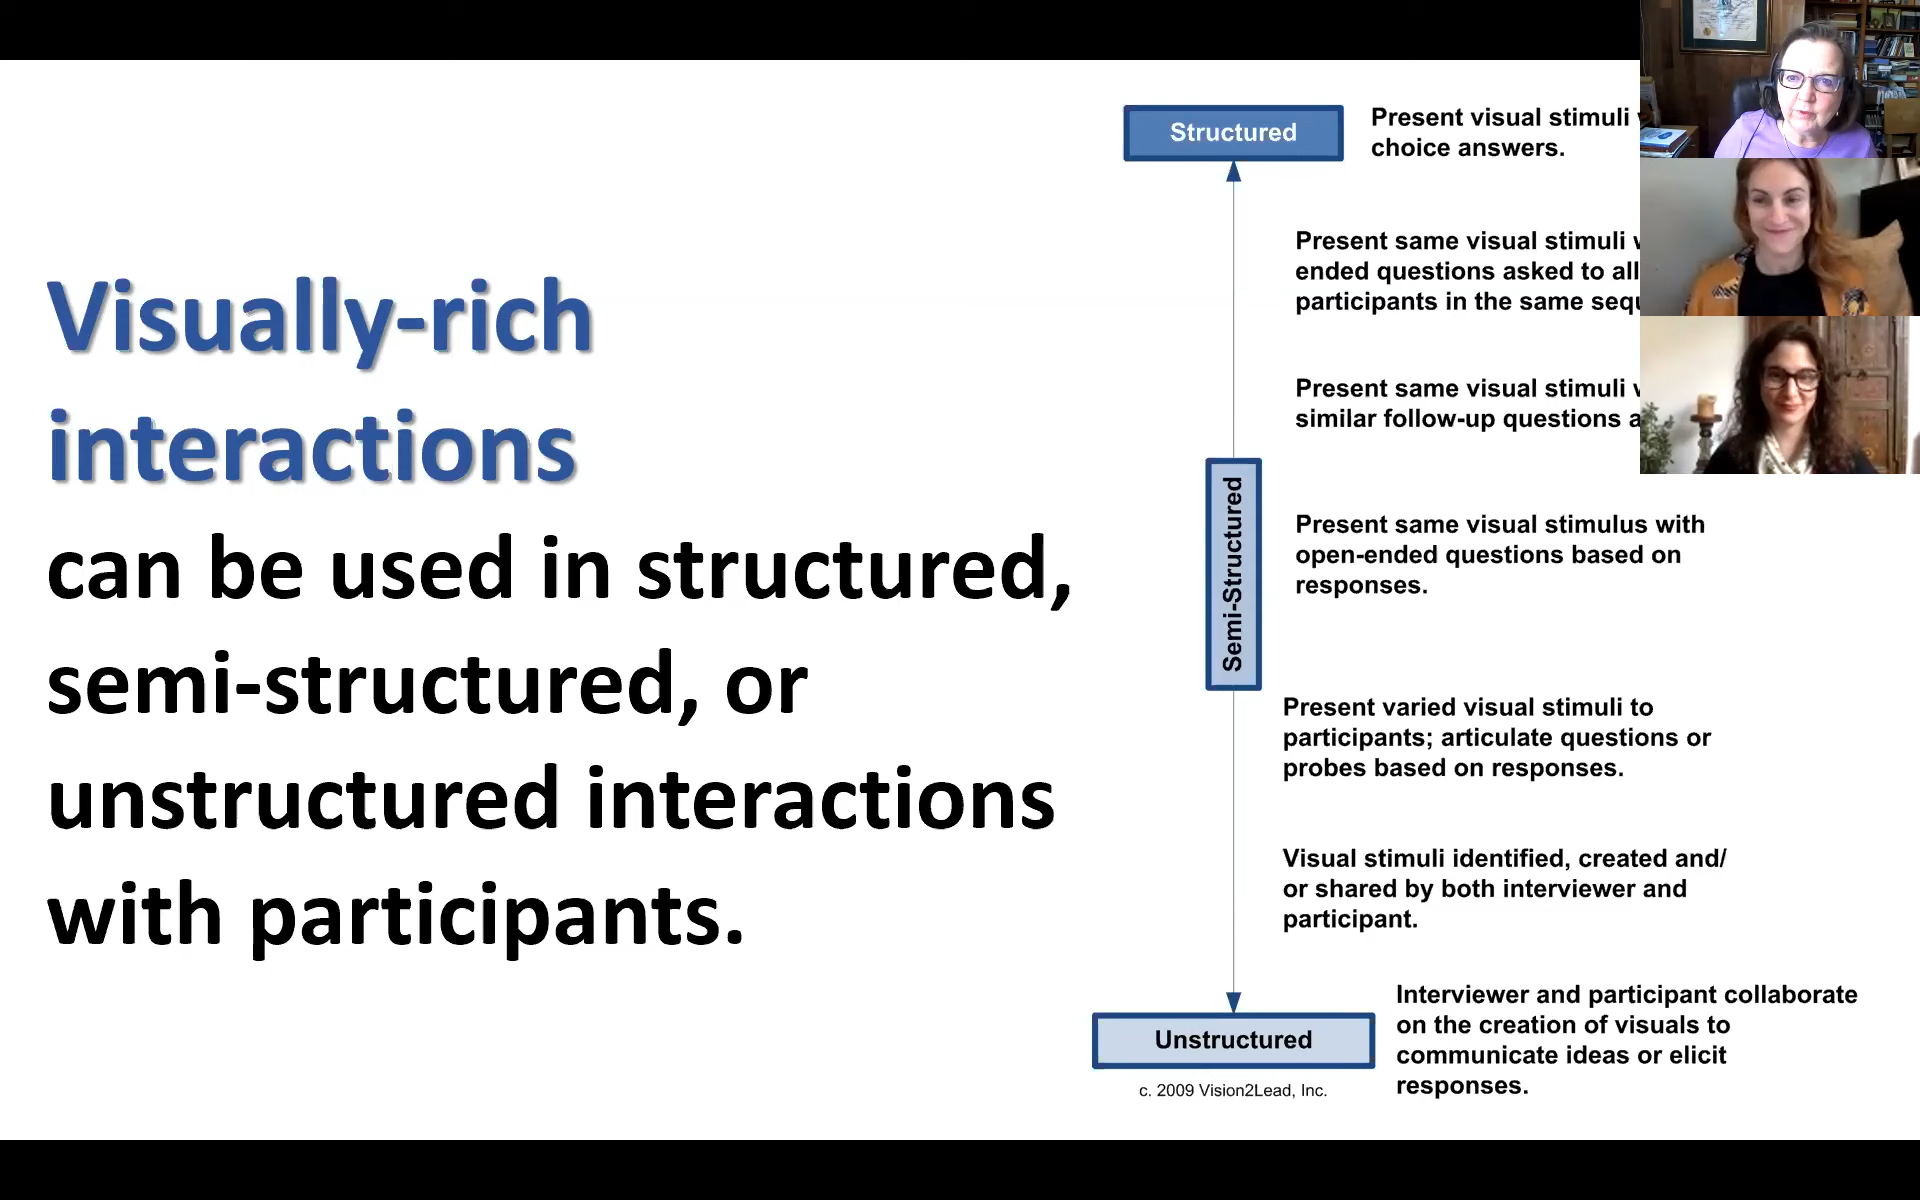 Visually-rich
interactions
can be used in structured,
semi-structured, or
unstructured interactions
with participants.
Structured
Present visual stimuli
choice answers.
Present same visual stimuli
ended questions asked to all
participants in the same
Present same visual stimuli
similar follow-up questions
Semi-Structured
Present same visual stimulus with
open-ended questions based on
responses.
Present varied visual stimuli to
participants; articulate questions or
probes based on responses.
Visual stimuli identified, created and/
or shared by both interviewer and
participant.
Unstructured
Interviewer and participant collaborate
on the creation of visuals to
communicate ideas or elicit
responses.
c. 2009 Vision2Lead, Inc.